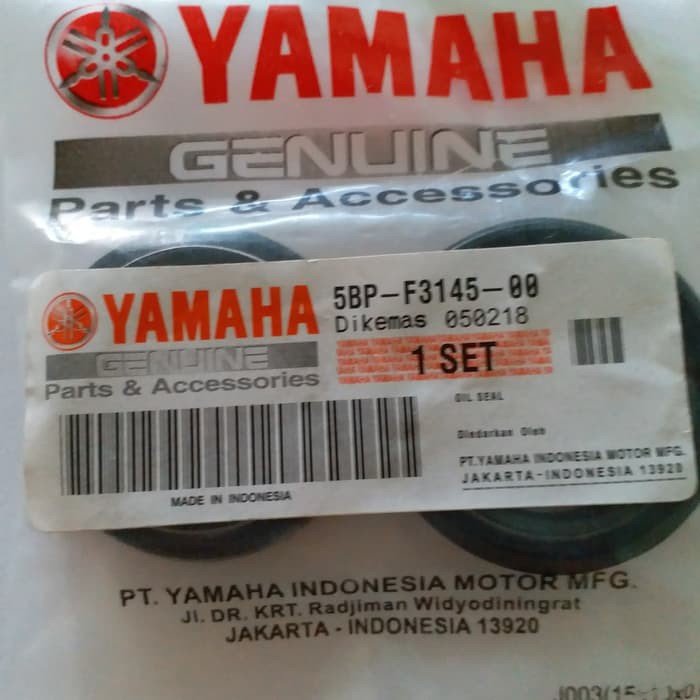 YAMAHA
GENUINE
Parts & Accessories
YAMAHA
GENUINE
Parts & Accessories
MADE IN INDONESIA
5BP-F3145-00
Dikemas 050218
1 SET
OIL SEAL
Diedarkan Oleh
PT.YAMAHA INDONESIA MOTOR MFG.
JAKARTA-INDONESIA 13920
PT. YAMAHA INDONESIA MOTOR MFG.
Jl. DR. KRT. Radjiman Widyodiningrat
JAKARTA - INDONESIA 13920